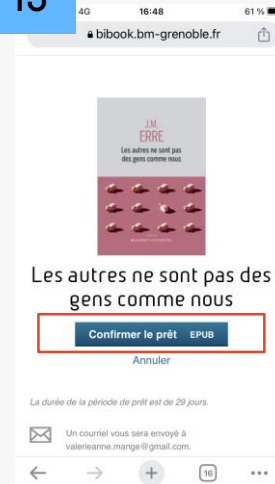 15
4G 16:48 61 %
bibook.bm-grenoble.fr
J.M.
ERRE
Les autres ne sont pas
des gens comme nous
Les autres ne sont pas des
gens comme nous
Confirmer le prêt EPUB
Annuler
La durée de la période de prêt est de 29 jours.
Un courriel vous sera envoyé à
valerieanne.mange@gmail.com.
16